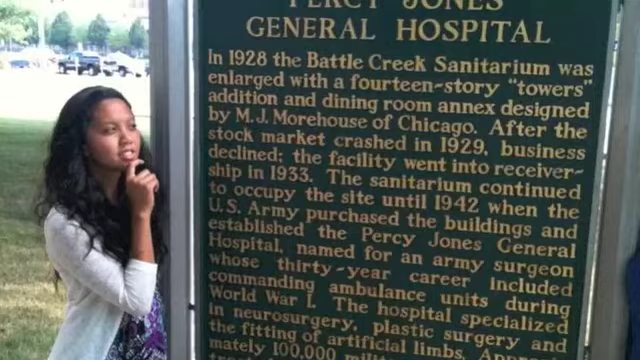 PERCY JONES
GENERAL HOSPITAL
In 1928 the Battle Creek Sanitarium was
enlarged with a fourteen-story "towers"
addition and dining room annex designed
by M. J. Morehouse of Chicago. After the
stock market crashed in 1929, business
declined; the facility went into receiver-
ship in 1933. The sanitarium continued
to occupy the site until 1942 when the
U.S. Army purchased the buildings and
established the Percy Jones General
Hospital, named for an army surgeon
whose thirty-year career included
commanding ambulance units during
World War I. The hospital specialized
in neurosurgery, plastic surgery and
the fitting of artificial limbs.
mately 100,000